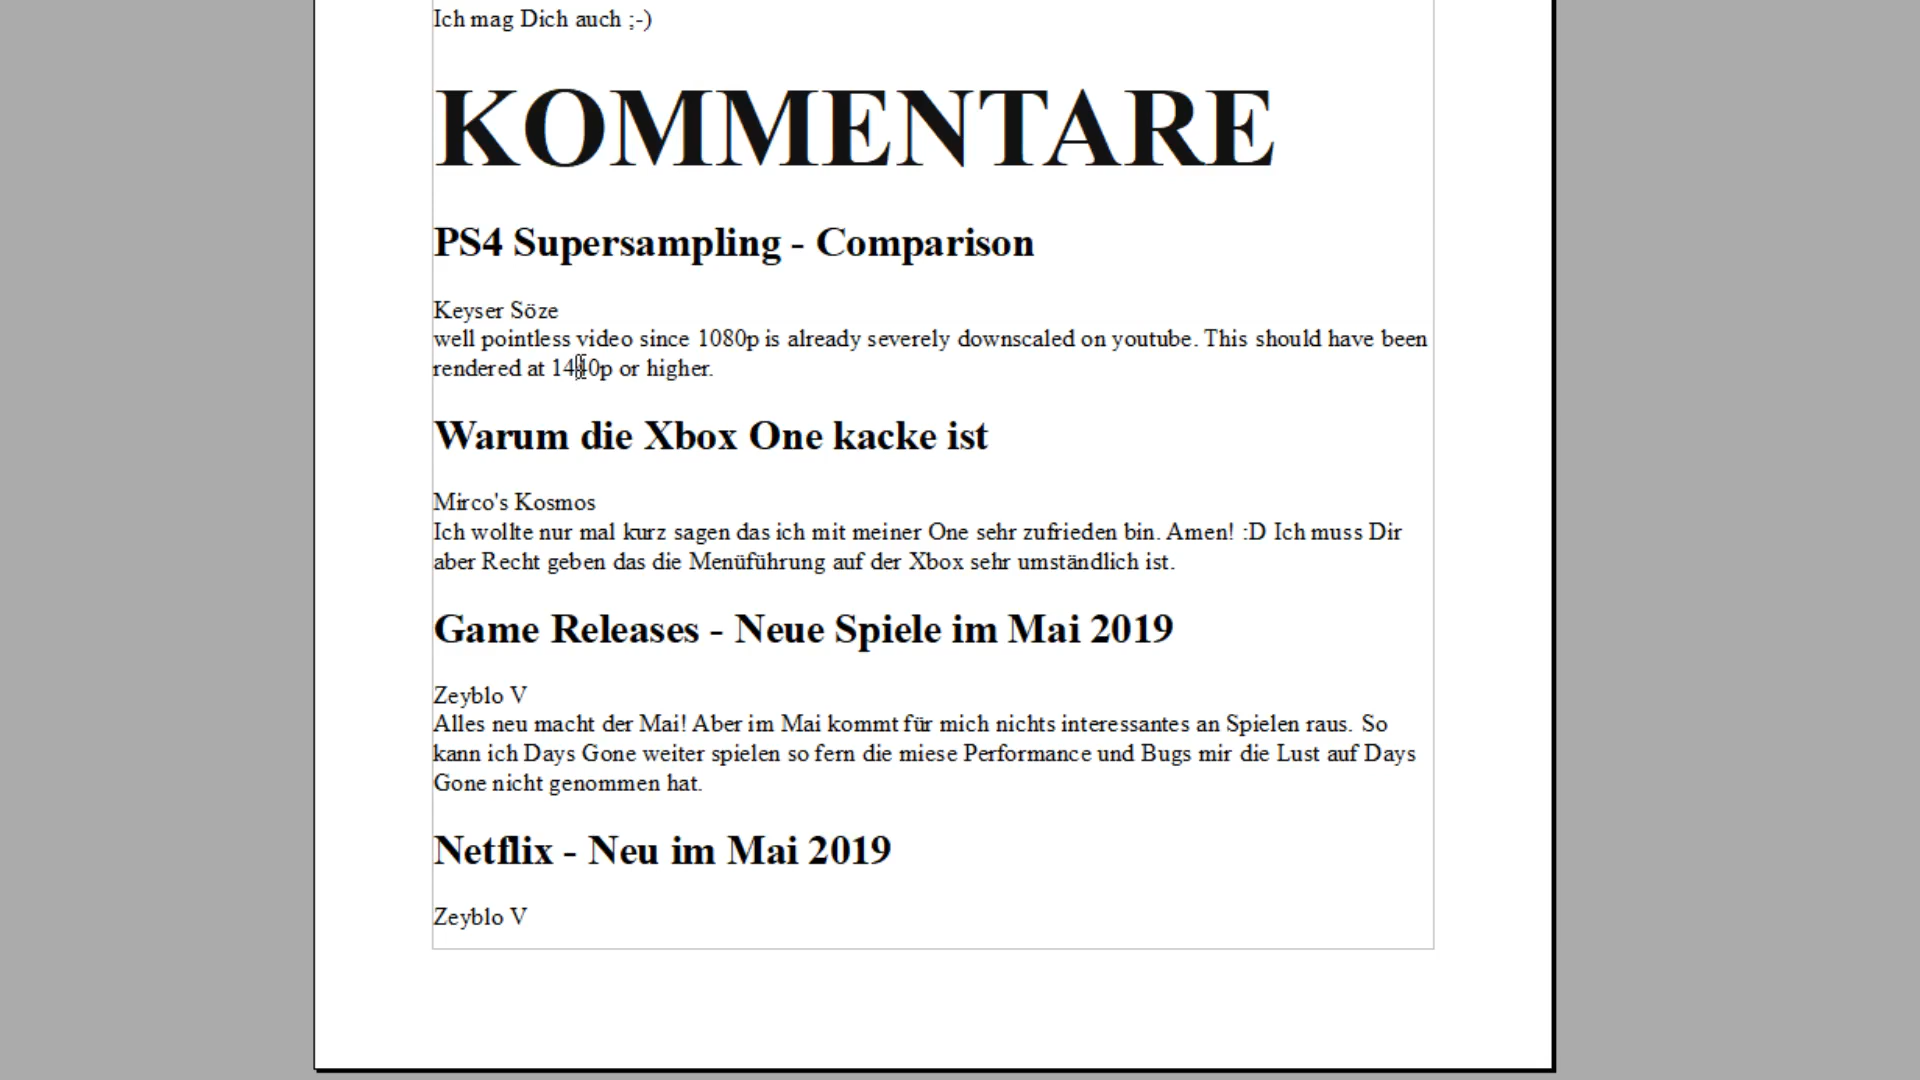 Ich mag Dich auch ;-)
KOMMENTARE
PS4 Supersampling - Comparison
Keyser Söze
well pointless video since 1080p is already severely downscaled on youtube. This should have been
rendered at 1440p or higher.
Warum die Xbox One kacke ist
Mirco's Kosmos
Ich wollte nur mal kurz sagen das ich mit meiner One sehr zufrieden bin. Amen! :D Ich muss Dir
aber Recht geben das die Menüführung auf der Xbox sehr umständlich ist.
Game Releases - Neue Spiele im Mai 2019
Zeyblo V
Alles neu macht der Mai! Aber im Mai kommt für mich nichts interessantes an Spielen raus. So
kann ich Days Gone weiter spielen so fern die miese Performance und Bugs mir die Lust auf Days
Gone nicht genommen hat.
Netflix - Neu im Mai 2019
Zeyblo V